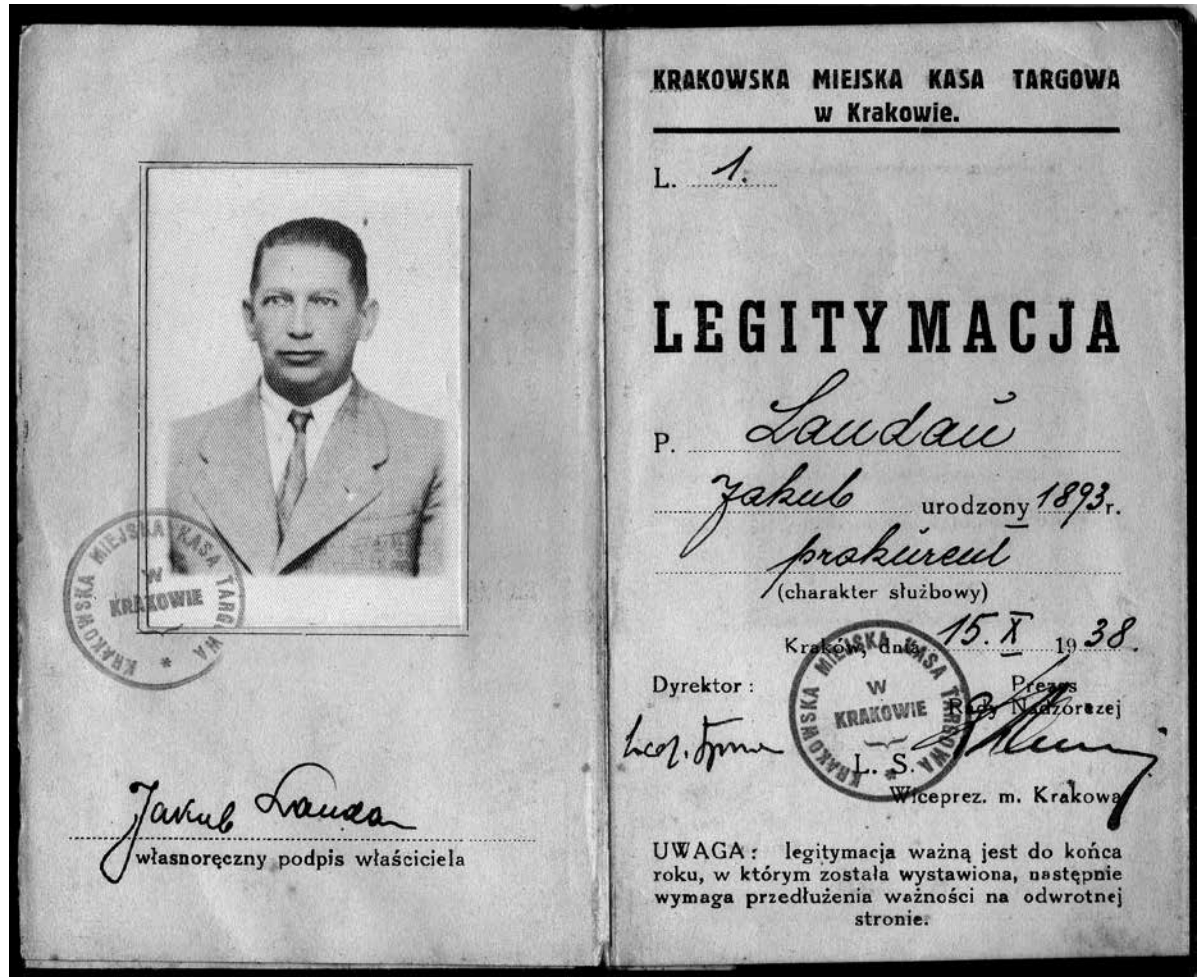 KRAKOWSKA MIEJSKA KASA TARGOWA
W
KRAKOWIE
Jakub Landau
własnoręczny podpis właściciela
KRAKOWSKA MIEJSKA KASA TARGOWA
w Krakowie.
L. 1.
LEGITYMACJA
P. Landau
Jakub urodzony 1893 r.
prokurent
(charakter służbowy)
Kraków, dnia 15. X 1938.
Dyrektor: Prezes
Rady Nadzorczej
KRAKOWSKA MIEJSKA KASA TARGOWA
W
KRAKOWIE
L. S.
Wiceprez. m. Krakowa
UWAGA: legitymacja ważną jest do końca
roku, w którym została wystawiona, następnie
wymaga przedłużenia ważności na odwrotnej
stronie.